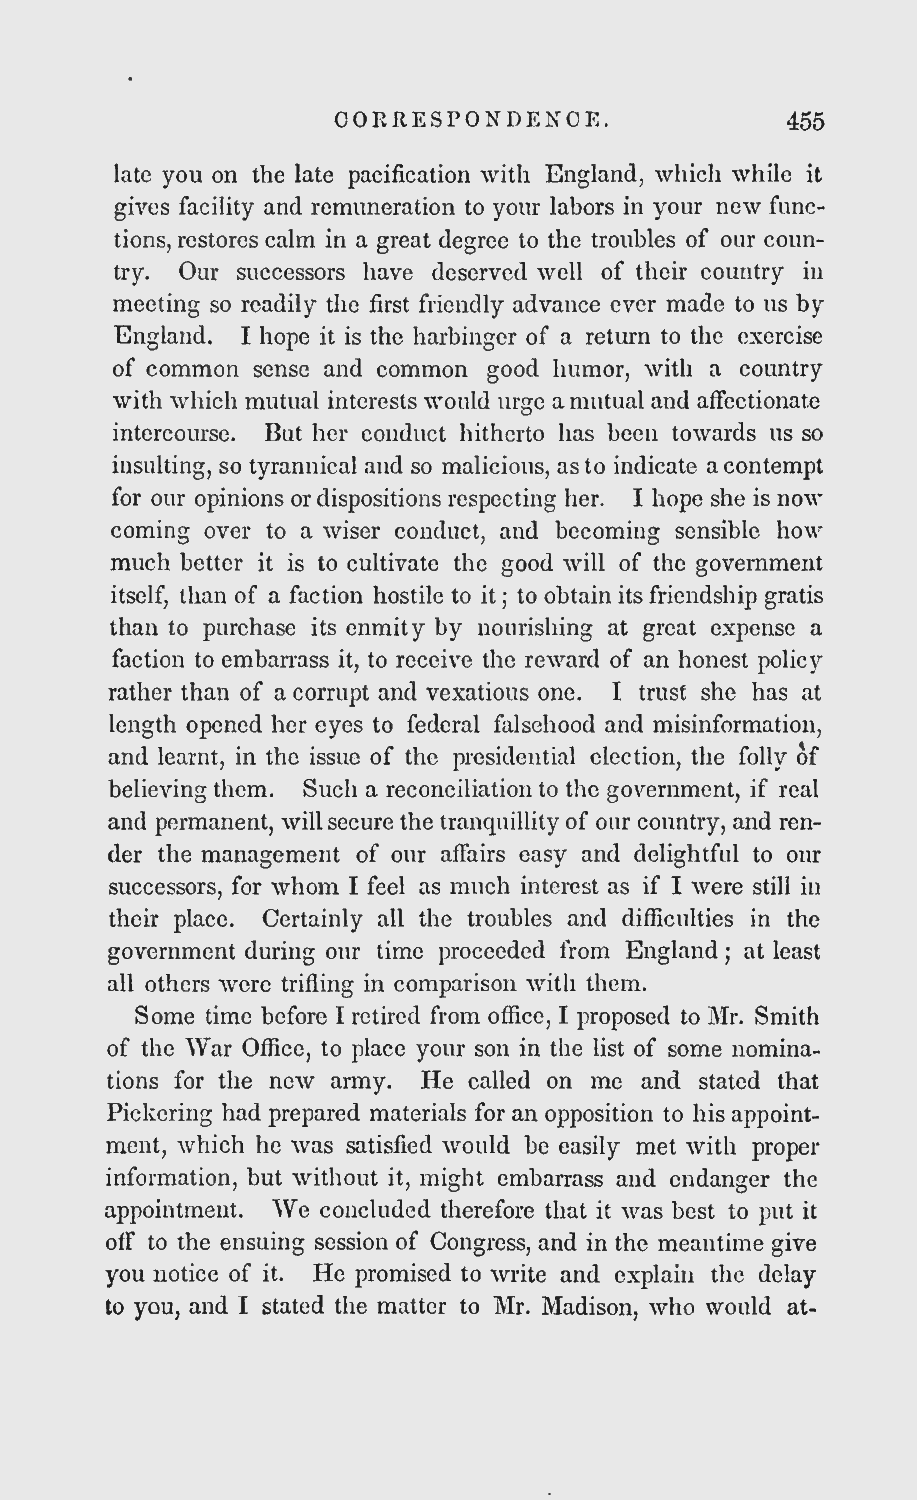 CORRESPONDENCE. 455
late you on the late pacification with England, which while it
gives facility and remuneration to your labors in your new func-
tions, restores calm in a great degree to the troubles of our coun-
try. Our successors have deserved well of their country in
meeting so readily the first friendly advance ever made to us by
England. I hope it is the harbinger of a return to the exercise
of common sense and common good humor, with a country
with which mutual interests would urge a mutual and affectionate
intercourse. But her conduct hitherto has been towards us so
insulting, so tyrannical and so malicious, as to indicate a contempt
for our opinions or dispositions respecting her. I hope she is now
coming over to a wiser conduct, and becoming sensible how
much better it is to cultivate the good will of the government
itself, than of a faction hostile to it; to obtain its friendship gratis
than to purchase its enmity by nourishing at great expense a
faction to embarrass it, to receive the reward of an honest policy
rather than of a corrupt and vexatious one. I trust she has at
length opened her eyes to federal falsehood and misinformation,
and learnt, in the issue of the presidential election, the folly of
believing them. Such a reconciliation to the government, if real
and permanent, will secure the tranquillity of our country, and ren-
der the management of our affairs easy and delightful to our
successors, for whom I feel as much interest as if I were still in
their place. Certainly all the troubles and difficulties in the
government during our time proceeded from England; at least
all others were trifling in comparison with them.
Some time before I retired from office, I proposed to Mr. Smith
of the War Office, to place your son in the list of some nomina-
tions for the new army. He called on me and stated that
Pickering had prepared materials for an opposition to his appoint-
ment, which he was satisfied would be easily met with proper
information, but without it, might embarrass and endanger the
appointment. We concluded therefore that it was best to put it
off to the ensuing session of Congress, and in the meantime give
you notice of it. He promised to write and explain the delay
to you, and I stated the matter to Mr. Madison, who would at-